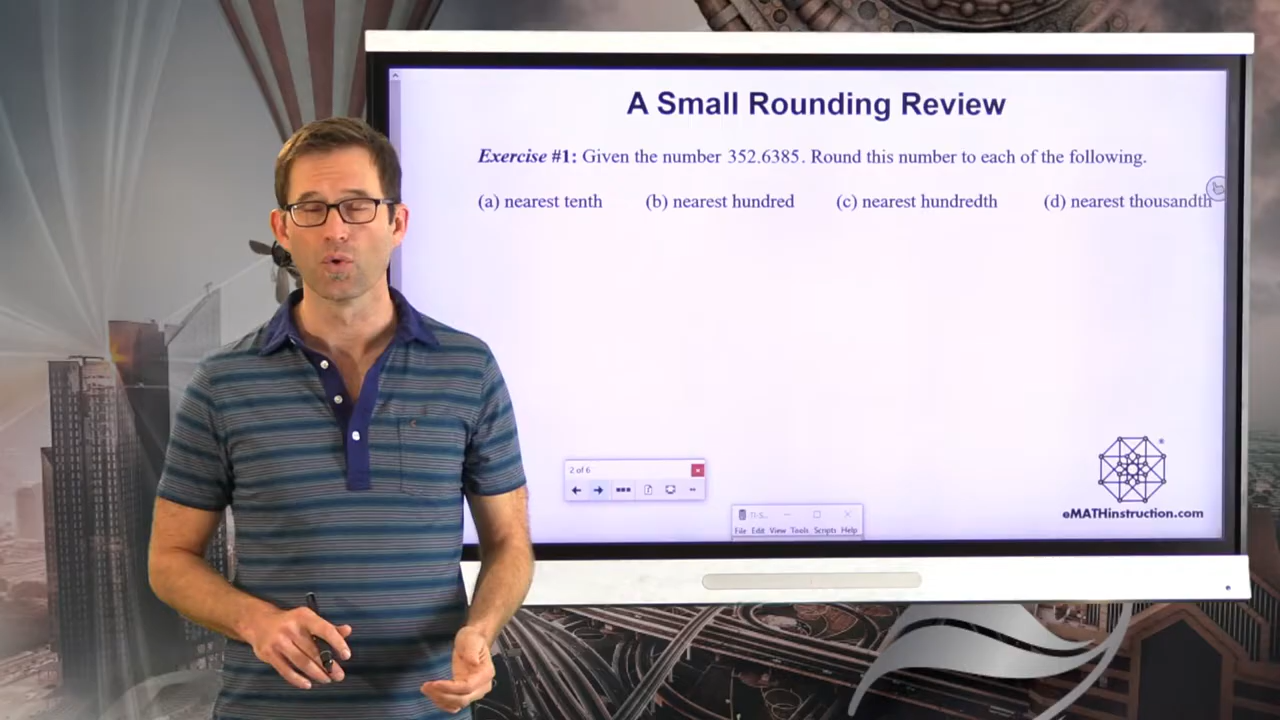 A Small Rounding Review
Exercise #1: Given the number 352.6385. Round this number to each of the following.
(a) nearest tenth (b) nearest hundred (c) nearest hundredth (d) nearest thousandth
2 of 6
TI-S...
File Edit View Tools Scripts Help
eMATHinstruction.com